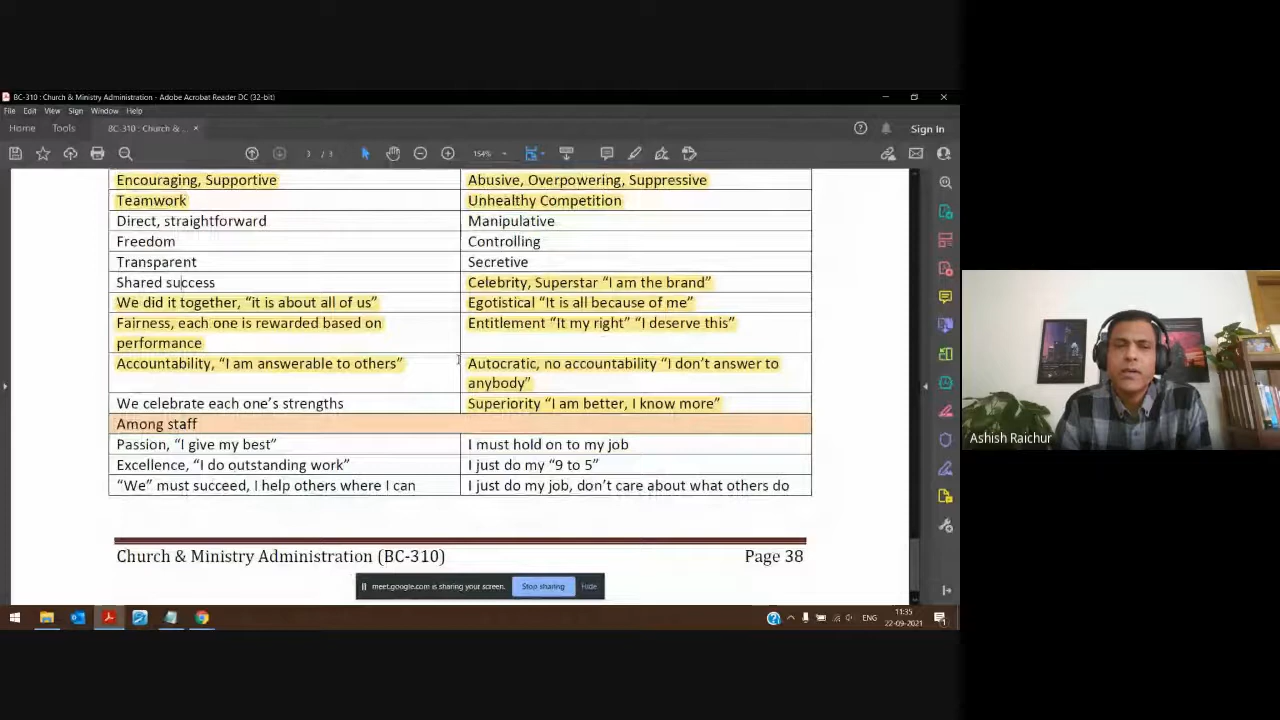 BC-310 : Church & Ministry Administration - Adobe Acrobat Reader DC (32-bit)
File Edit View Sign Window Help
Home Tools BC-310 : Church & ... × Sign In
3 / 3 154%
Encouraging, Supportive Abusive, Overpowering, Suppressive
Teamwork Unhealthy Competition
Direct, straightforward Manipulative
Freedom Controlling
Transparent Secretive
Shared success Celebrity, Superstar “I am the brand”
We did it together, “it is about all of us” Egotistical “It is all because of me”
Fairness, each one is rewarded based on Entitlement “It my right” “I deserve this”
performance
Accountability, “I am answerable to others” Autocratic, no accountability “I don’t answer to
anybody”
We celebrate each one’s strengths Superiority “I am better, I know more”
Among staff
Passion, “I give my best” I must hold on to my job
Excellence, “I do outstanding work” I just do my “9 to 5”
“We” must succeed, I help others where I can I just do my job, don’t care about what others do
Church & Ministry Administration (BC-310) Page 38
meet.google.com is sharing your screen. Stop sharing Hide
ENG 11:35
22-09-2021
Ashish Raichur